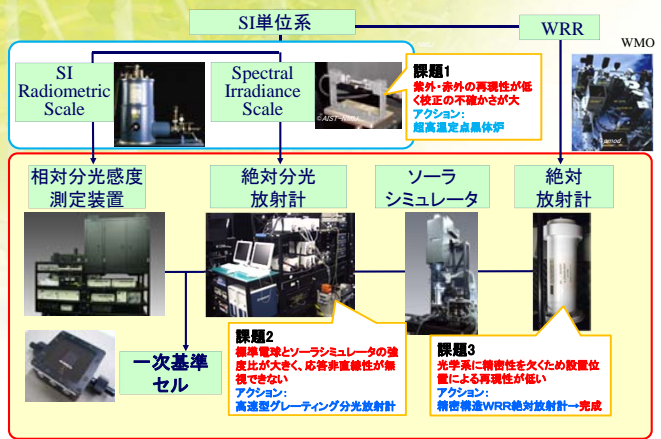 SI単位系
WRR
WMO
SI
Radiometric
Scale
Spectral
Irradiance
Scale
©AIST-NMIJ
課題1
紫外・赤外の再現性が低
く校正の不確かさが大
アクション：
超高温定点黒体炉
相対分光感度
測定装置
絶対分光
放射計
ソーラ
シミュレータ
絶対
放射計
一次基準
セル
課題2
標準電球とソーラシミュレータの強
度比が大きく、応答非直線性が無
視できない
アクション：
高速型グレーティング分光放射計
課題3
光学系に精密性を欠くため設置位
置による再現性が低い
アクション：
精密構造WRR絶対放射計→完成